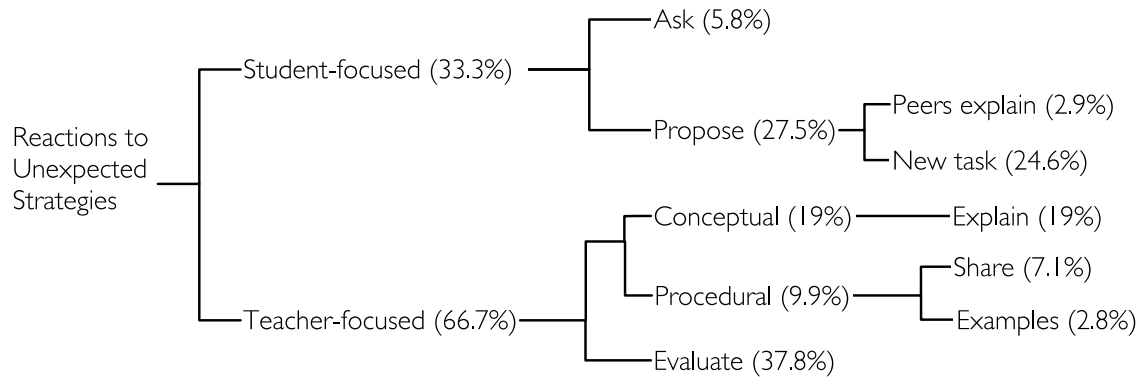 Reactions to
Unexpected
Strategies
Student-focused (33.3%)
Ask (5.8%)
Propose (27.5%)
Peers explain (2.9%)
New task (24.6%)
Teacher-focused (66.7%)
Conceptual (19%)
Explain (19%)
Procedural (9.9%)
Share (7.1%)
Examples (2.8%)
Evaluate (37.8%)